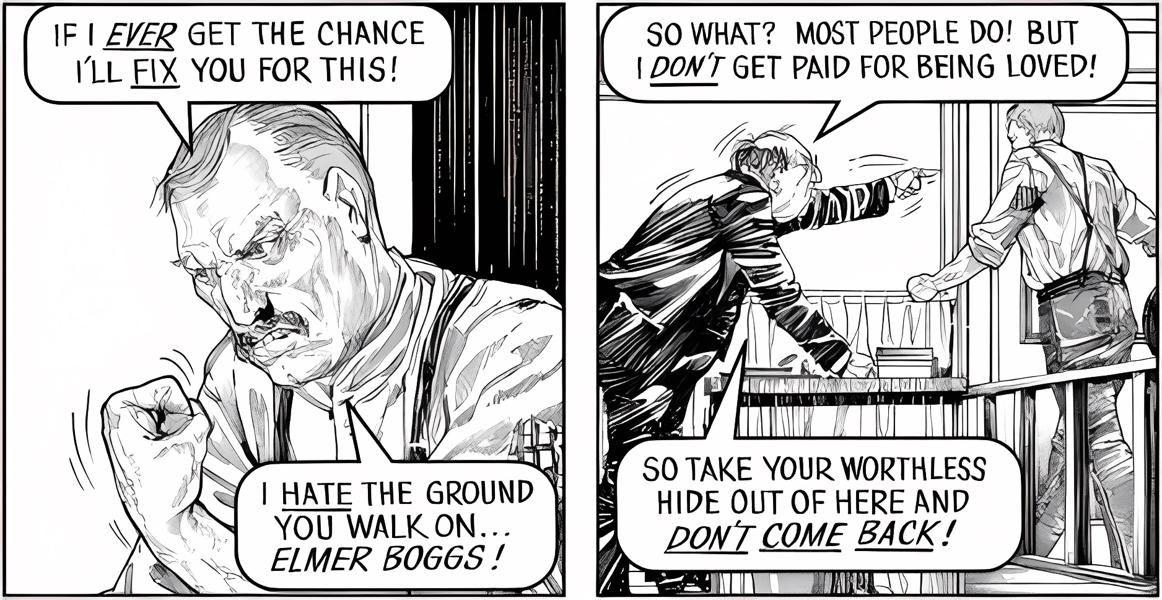 IF I EVER GET THE CHANCE
I'LL FIX YOU FOR THIS!
I HATE THE GROUND
YOU WALK ON...
ELMER BOGGS!
SO WHAT? MOST PEOPLE DO! BUT
I DON'T GET PAID FOR BEING LOVED!
SO TAKE YOUR WORTHLESS
HIDE OUT OF HERE AND
DON'T COME BACK!